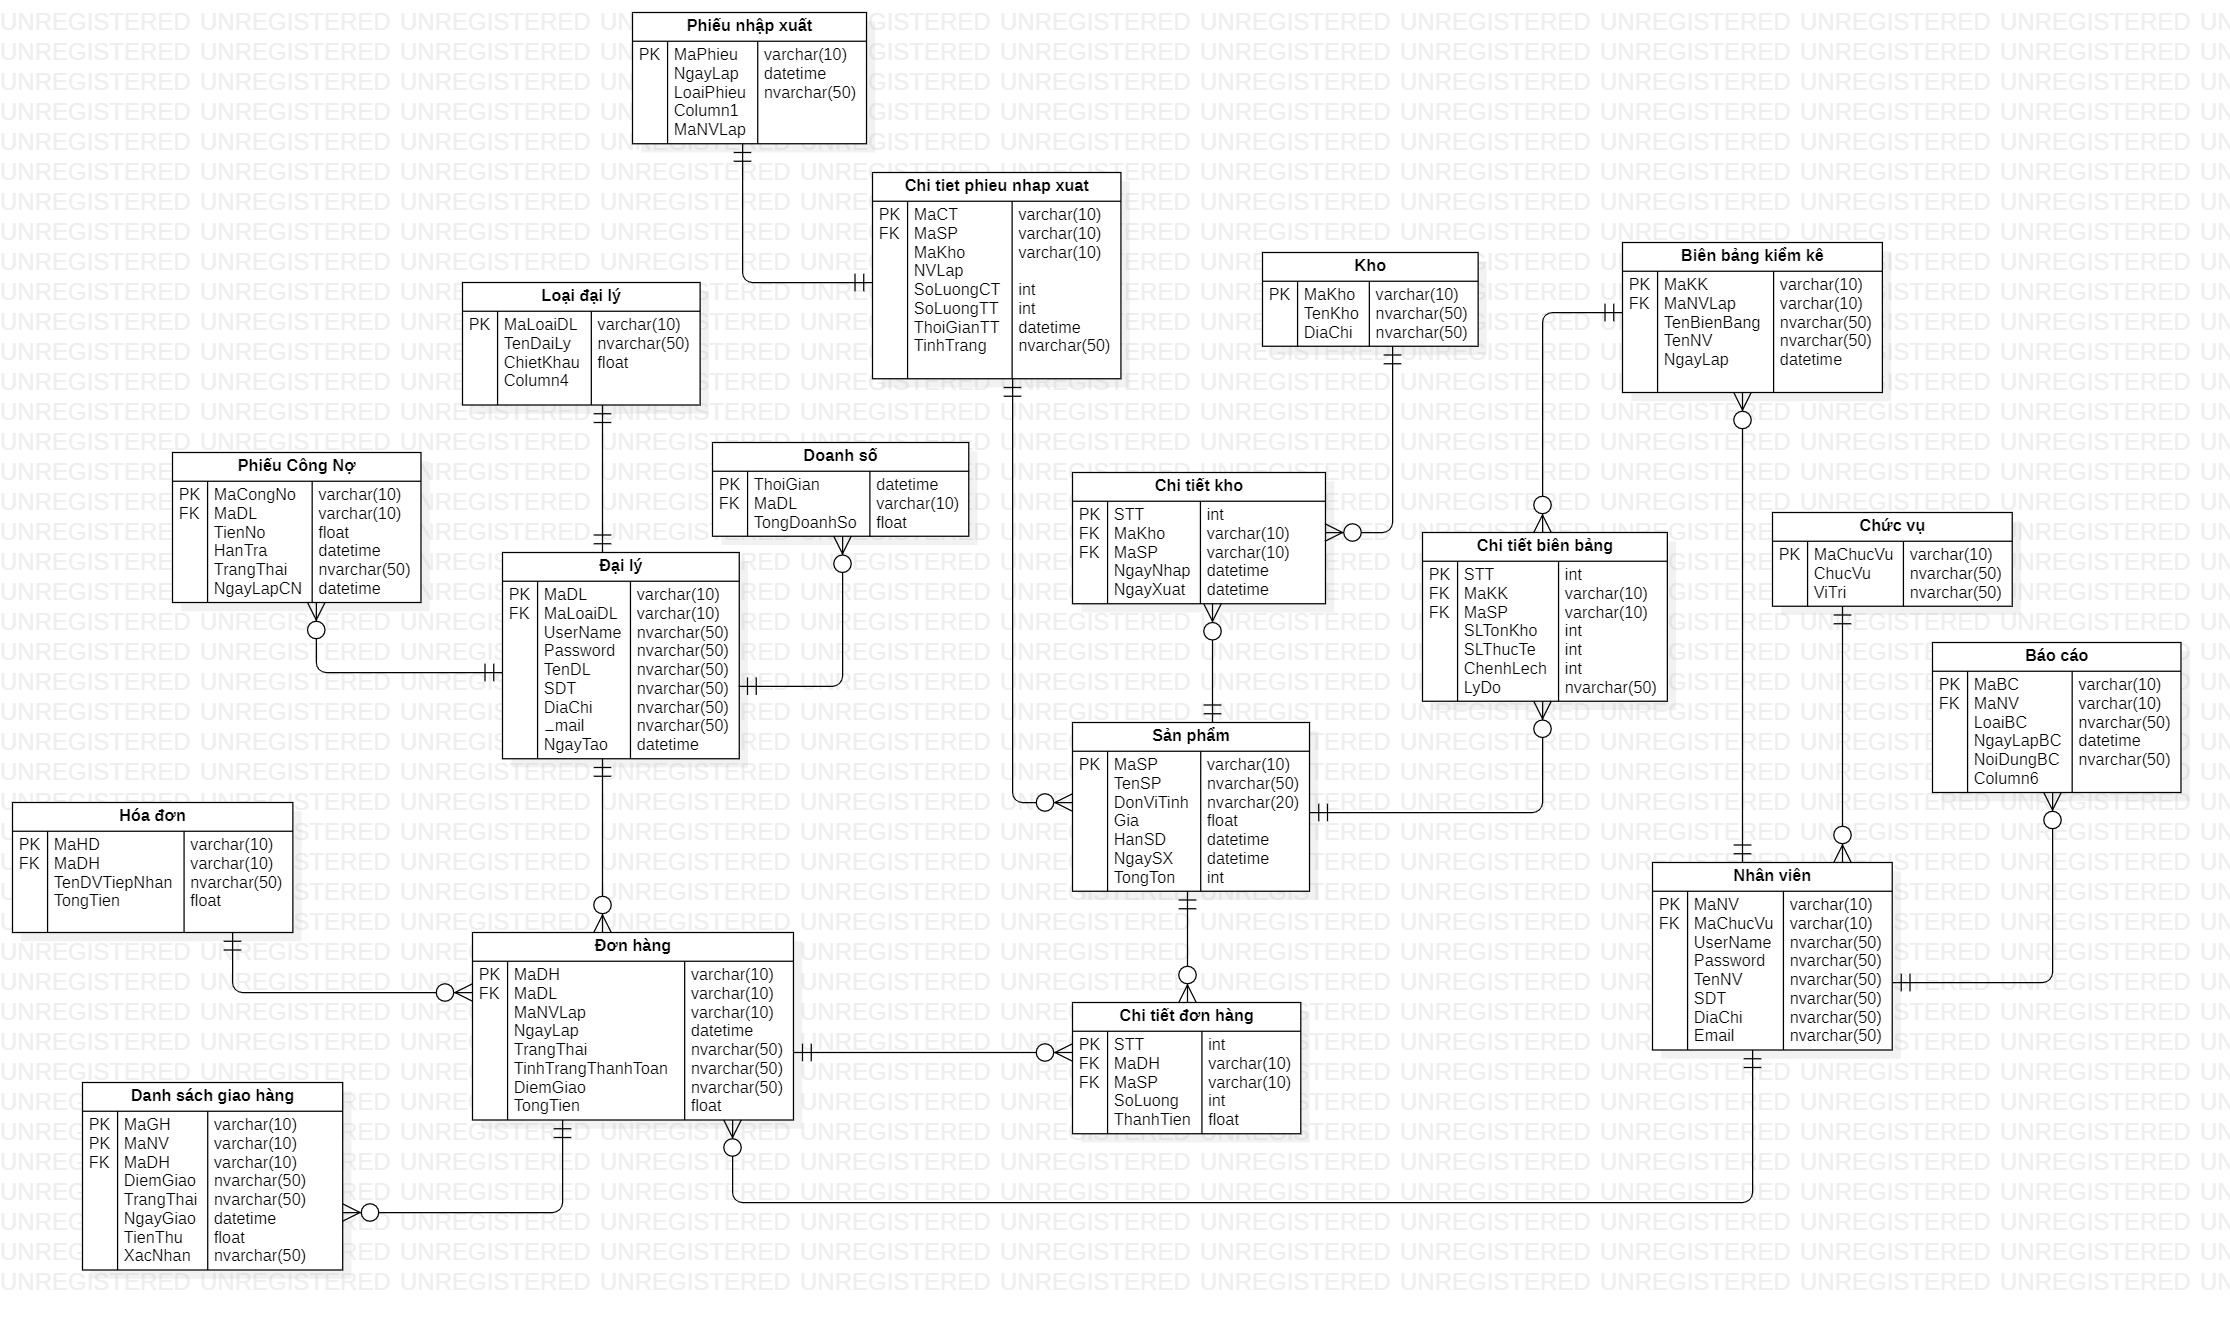 Phiếu nhập xuất
PK MaPhieu varchar(10)
NgayLap datetime
LoaiPhieu nvarchar(50)
Column1
MaNVLap
Chi tiet phieu nhap xuat
PK MaCT varchar(10)
FK MaSP varchar(10)
MaKho varchar(10)
NVLap
SoLuongCT int
SoLuongTT int
ThoiGianTT datetime
TinhTrang nvarchar(50)
Kho
PK MaKho varchar(10)
TenKho nvarchar(50)
DiaChi nvarchar(50)
Biên bảng kiểm kê
PK MaKK varchar(10)
FK MaNVLap varchar(10)
TenBienBang nvarchar(50)
TenNV nvarchar(50)
NgayLap datetime
Loại đại lý
PK MaLoaiDL varchar(10)
TenDaiLy nvarchar(50)
ChietKhau float
Column4
Phiếu Công Nợ
PK MaCongNo varchar(10)
FK MaDL varchar(10)
TienNo float
HanTra datetime
TrangThai nvarchar(50)
NgayLapCN datetime
Doanh số
PK ThoiGian datetime
FK MaDL varchar(10)
TongDoanhSo float
Chi tiết kho
PK STT int
FK MaKho varchar(10)
FK MaSP varchar(10)
NgayNhap datetime
NgayXuat datetime
Chi tiết biên bảng
PK STT int
FK MaKK varchar(10)
FK MaSP varchar(10)
SLTonKho int
SLThucTe int
ChenhLech int
LyDo nvarchar(50)
Chức vụ
PK MaChucVu varchar(10)
ChucVu nvarchar(50)
ViTri nvarchar(50)
Đại lý
PK MaDL varchar(10)
FK MaLoaiDL varchar(10)
UserName nvarchar(50)
Password nvarchar(50)
TenDL nvarchar(50)
SDT nvarchar(50)
DiaChi nvarchar(50)
_mail nvarchar(50)
NgayTao datetime
Báo cáo
PK MaBC varchar(10)
FK MaNV varchar(10)
LoaiBC nvarchar(50)
NgayLapBC datetime
NoiDungBC nvarchar(50)
Column6
Sản phẩm
PK MaSP varchar(10)
TenSP nvarchar(50)
DonViTinh nvarchar(20)
Gia float
HanSD datetime
NgaySX datetime
TongTon int
Hóa đơn
PK MaHD varchar(10)
FK MaDH varchar(10)
TenDVTiepNhan nvarchar(50)
TongTien float
Nhân viên
PK MaNV varchar(10)
FK MaChucVu varchar(10)
UserName nvarchar(50)
Password nvarchar(50)
TenNV nvarchar(50)
SDT nvarchar(50)
DiaChi nvarchar(50)
Email nvarchar(50)
Đơn hàng
PK MaDH varchar(10)
FK MaDL varchar(10)
MaNVLap varchar(10)
NgayLap datetime
TrangThai nvarchar(50)
TinhTrangThanhToan nvarchar(50)
DiemGiao nvarchar(50)
TongTien float
Chi tiết đơn hàng
PK STT int
FK MaDH varchar(10)
FK MaSP varchar(10)
SoLuong int
ThanhTien float
Danh sách giao hàng
PK MaGH varchar(10)
PK MaNV varchar(10)
FK MaDH varchar(10)
DiemGiao nvarchar(50)
TrangThai nvarchar(50)
NgayGiao datetime
TienThu float
XacNhan nvarchar(50)
UNREGISTERED